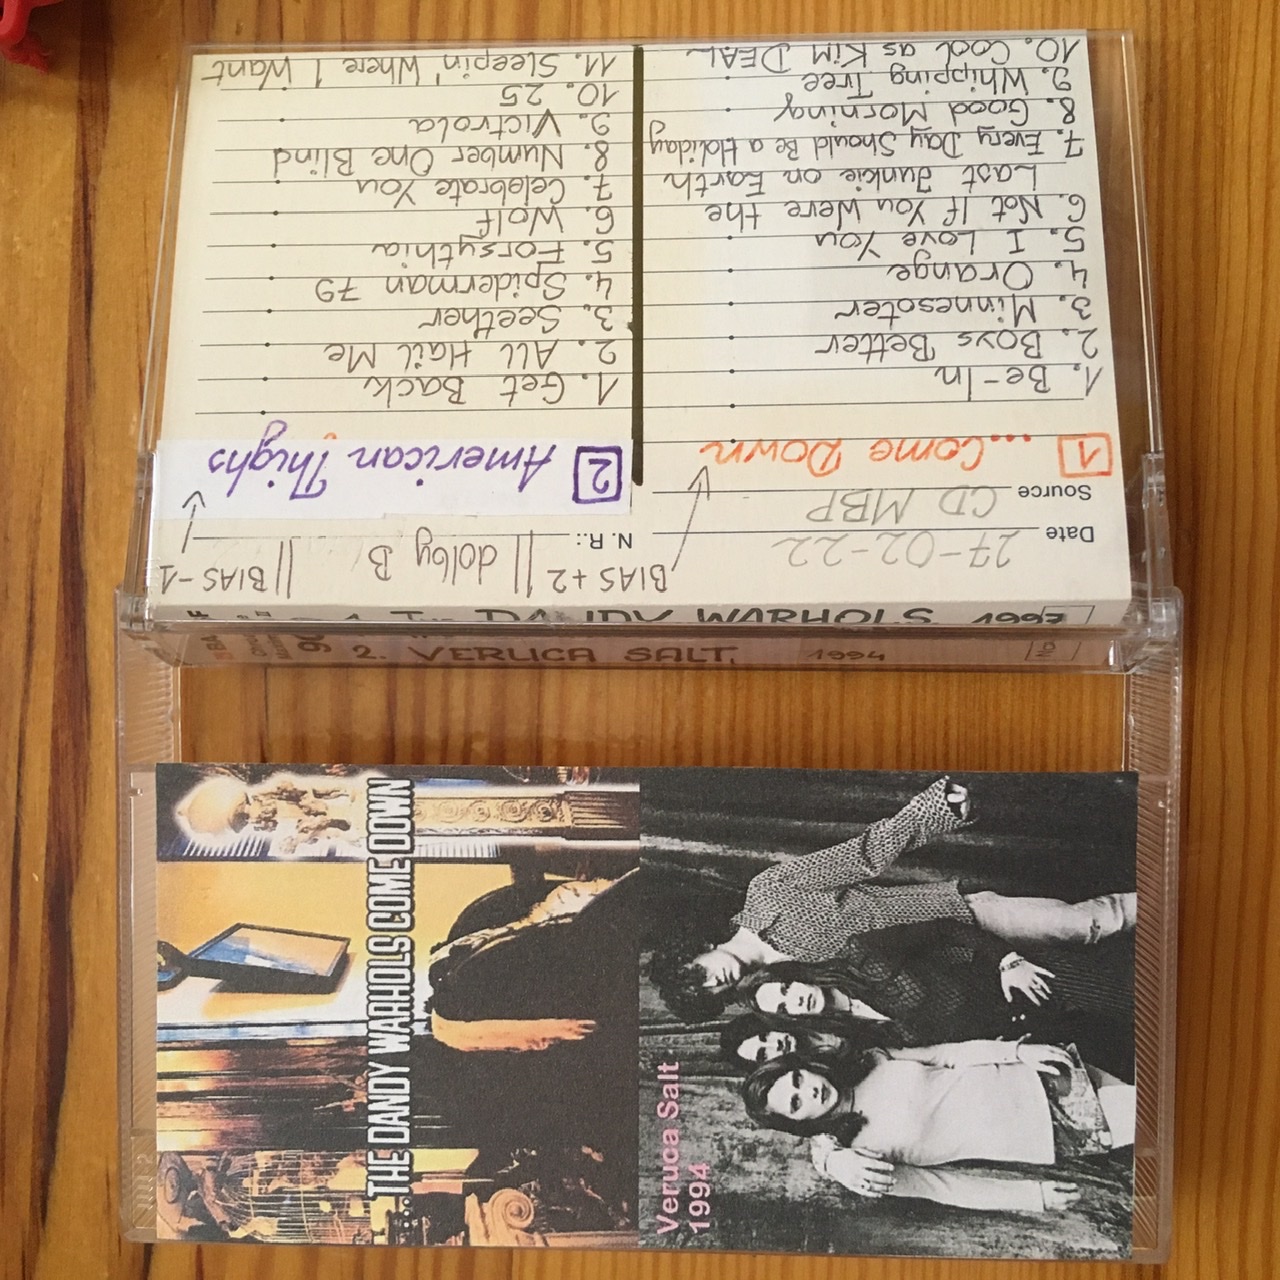 Date 27-02-22
Source CD MBP
BIAS +2 || dolby B || BIAS -1
N. R.:
1 ...Come Down
1. Be-In
2. Boys Better
3. Minnesoter
4. Orange
5. I Love You
6. Not If You Were the
Last Junkie on Earth
7. Every Day Should Be a Holiday
8. Good Morning
9. Whipping Tree
10. Cool as KIM DEAL
2 American Thighs
1. Get Back
2. All Hail Me
3. Seether
4. Spiderman 79
5. Forsythia
6. Wolf
7. Celebrate You
8. Number One Blind
9. Victrola
10. 25
11. Sleepin' Where I Want
1. The DANDY WARHOLS. 1997
2. VERUCA SALT. 1994
90
...THE DANDY WARHOLS COME DOWN
Veruca Salt
1994